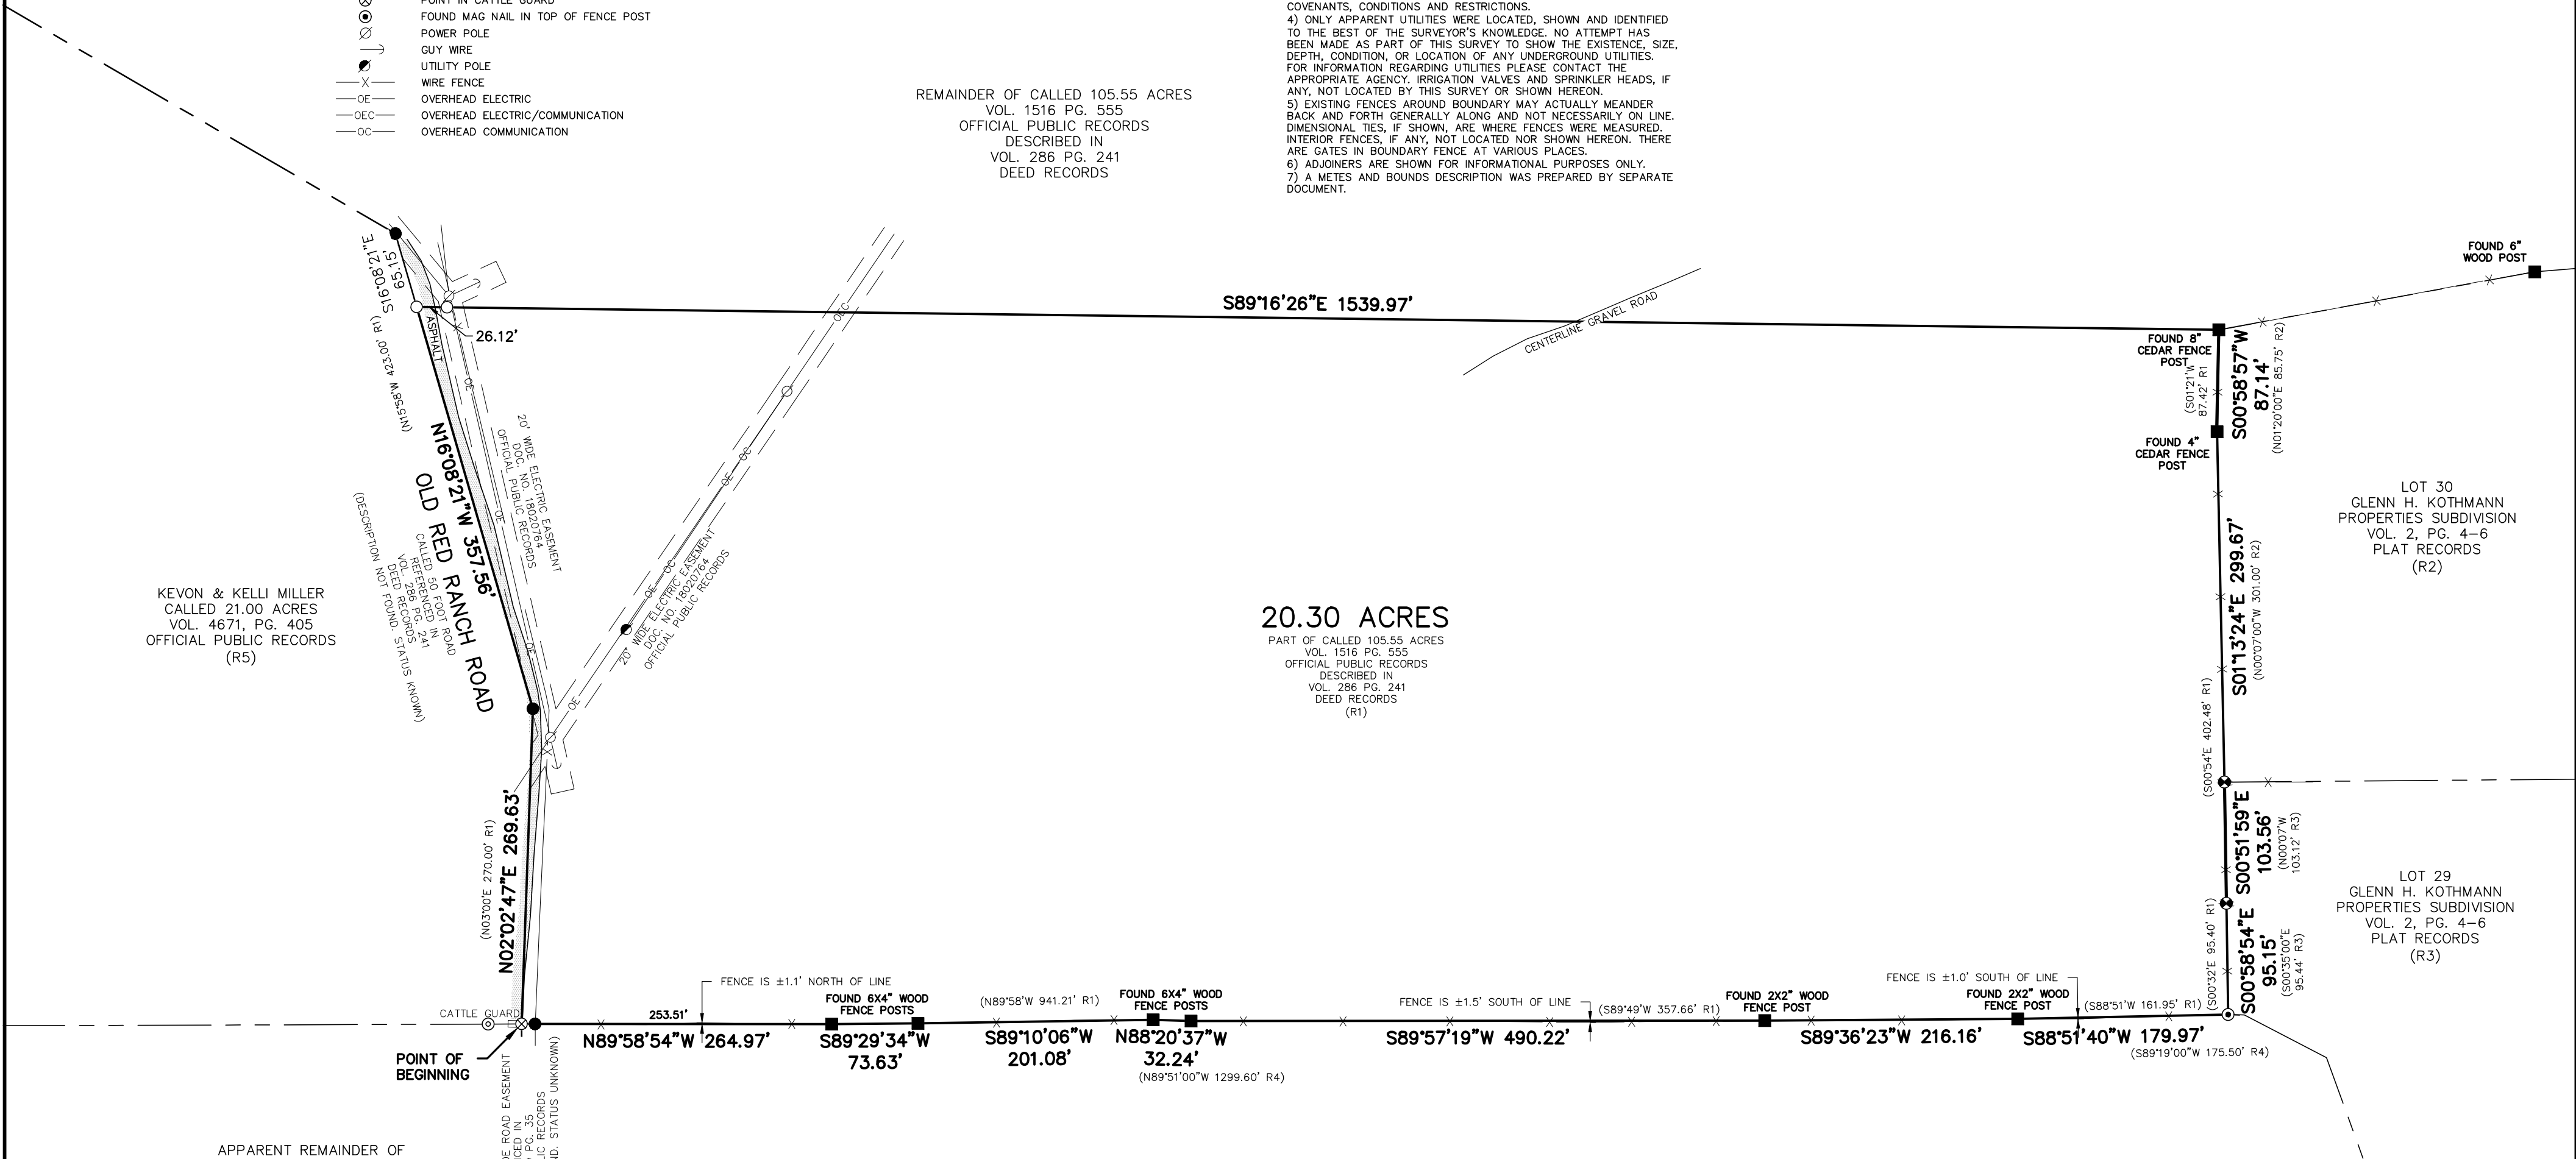 POINT IN CATTLE GUARD
FOUND MAG NAIL IN TOP OF FENCE POST
POWER POLE
GUY WIRE
UTILITY POLE
X WIRE FENCE
OE OVERHEAD ELECTRIC
OEC OVERHEAD ELECTRIC/COMMUNICATION
OC OVERHEAD COMMUNICATION
REMAINDER OF CALLED 105.55 ACRES
VOL. 1516 PG. 555
OFFICIAL PUBLIC RECORDS
DESCRIBED IN
VOL. 286 PG. 241
DEED RECORDS
COVENANTS, CONDITIONS AND RESTRICTIONS.
4) ONLY APPARENT UTILITIES WERE LOCATED, SHOWN AND IDENTIFIED
TO THE BEST OF THE SURVEYOR'S KNOWLEDGE. NO ATTEMPT HAS
BEEN MADE AS PART OF THIS SURVEY TO SHOW THE EXISTENCE, SIZE,
DEPTH, CONDITION, OR LOCATION OF ANY UNDERGROUND UTILITIES.
FOR INFORMATION REGARDING UTILITIES PLEASE CONTACT THE
APPROPRIATE AGENCY. IRRIGATION VALVES AND SPRINKLER HEADS, IF
ANY, NOT LOCATED BY THIS SURVEY OR SHOWN HEREON.
5) EXISTING FENCES AROUND BOUNDARY MAY ACTUALLY MEANDER
BACK AND FORTH GENERALLY ALONG AND NOT NECESSARILY ON LINE.
DIMENSIONAL TIES, IF SHOWN, ARE WHERE FENCES WERE MEASURED.
INTERIOR FENCES, IF ANY, NOT LOCATED NOR SHOWN HEREON. THERE
ARE GATES IN BOUNDARY FENCE AT VARIOUS PLACES.
6) ADJOINERS ARE SHOWN FOR INFORMATIONAL PURPOSES ONLY.
7) A METES AND BOUNDS DESCRIPTION WAS PREPARED BY SEPARATE
DOCUMENT.
S16°08'21"E
65.15'
(N15°58'W 423.00' R1)
ASPHALT
26.12'
S89°16'26"E 1539.97'
CENTERLINE GRAVEL ROAD
OEC
FOUND 6"
WOOD POST
FOUND 8"
CEDAR FENCE
POST
(S01°21'W
87.42' R1
S00°58'57"W
87.14'
(N01°20'00"E 85.75' R2)
FOUND 4"
CEDAR FENCE
POST
N16°08'21"W 357.56'
OLD RED RANCH ROAD
CALLED 50 FOOT ROAD
REFERENCED IN
VOL. 286 PG. 241
DEED RECORDS
(DESCRIPTION NOT FOUND. STATUS KNOWN)
OE
OE
OE
20' WIDE ELECTRIC EASEMENT
DOC. NO. 18020764
OFFICIAL PUBLIC RECORDS
OE
OC
OE
OC
OE
20' WIDE ELECTRIC EASEMENT
DOC. NO. 18020764
OFFICIAL PUBLIC RECORDS
KEVON & KELLI MILLER
CALLED 21.00 ACRES
VOL. 4671, PG. 405
OFFICIAL PUBLIC RECORDS
(R5)
20.30 ACRES
PART OF CALLED 105.55 ACRES
VOL. 1516 PG. 555
OFFICIAL PUBLIC RECORDS
DESCRIBED IN
VOL. 286 PG. 241
DEED RECORDS
(R1)
LOT 30
GLENN H. KOTHMANN
PROPERTIES SUBDIVISION
VOL. 2, PG. 4-6
PLAT RECORDS
(R2)
S01°13'24"E 299.67'
(N00°07'00"W 301.00' R2)
(S00°54'E 402.48' R1)
S00°51'59"E
103.56'
(N00°07'W
103.12' R3)
LOT 29
GLENN H. KOTHMANN
PROPERTIES SUBDIVISION
VOL. 2, PG. 4-6
PLAT RECORDS
(R3)
(S00°32'E 95.40' R1)
S00°58'54"E
95.15'
(S00°35'00"E
95.44' R3)
(N03°00'E 270.00' R1)
N02°02'47"E 269.63'
CATTLE GUARD
POINT OF
BEGINNING
253.51'
FENCE IS ±1.1' NORTH OF LINE
N89°58'54"W 264.97'
FOUND 6X4" WOOD
FENCE POSTS
S89°29'34"W
73.63'
(N89°58'W 941.21' R1)
S89°10'06"W
201.08'
FOUND 6X4" WOOD
FENCE POSTS
N88°20'37"W
32.24'
(N89°51'00"W 1299.60' R4)
FENCE IS ±1.5' SOUTH OF LINE
S89°57'19"W 490.22'
(S89°49'W 357.66' R1)
FOUND 2X2" WOOD
FENCE POST
S89°36'23"W 216.16'
FENCE IS ±1.0' SOUTH OF LINE
FOUND 2X2" WOOD
FENCE POST
(S88°51'W 161.95' R1)
S88°51'40"W 179.97'
(S89°19'00"W 175.50' R4)
ROAD EASEMENT
IN
PG. 35
RECORDS
STATUS UNKNOWN)
APPARENT REMAINDER OF